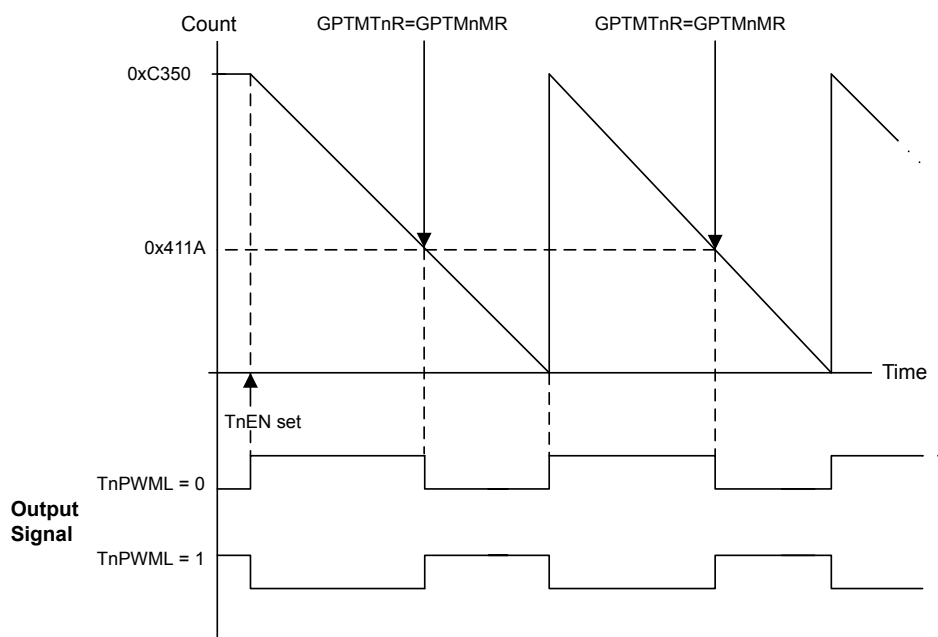 Count
GPTMTnR=GPTMnMR
GPTMTnR=GPTMnMR
0xC350
0x411A
Time
TnEN set
TnPWML = 0
Output
Signal
TnPWML = 1